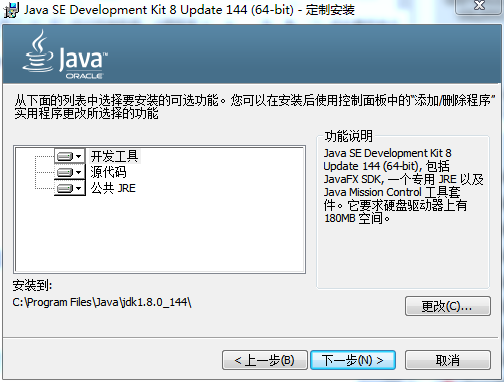 Java SE Development Kit 8 Update 144 (64-bit) - 定制安装
Java™
ORACLE
从下面的列表中选择要安装的可选功能。您可以在安装后使用控制面板中的“添加/删除程序”
实用程序更改所选择的功能
开发工具
源代码
公共 JRE
功能说明
Java SE Development Kit 8
Update 144 (64-bit), 包括
JavaFX SDK, 一个专用 JRE 以及
Java Mission Control 工具套
件。它要求硬盘驱动器上有
180MB 空间。
安装到:
C:\Program Files\Java\jdk1.8.0_144\
更改(C)...
< 上一步(B)
下一步(N) >
取消